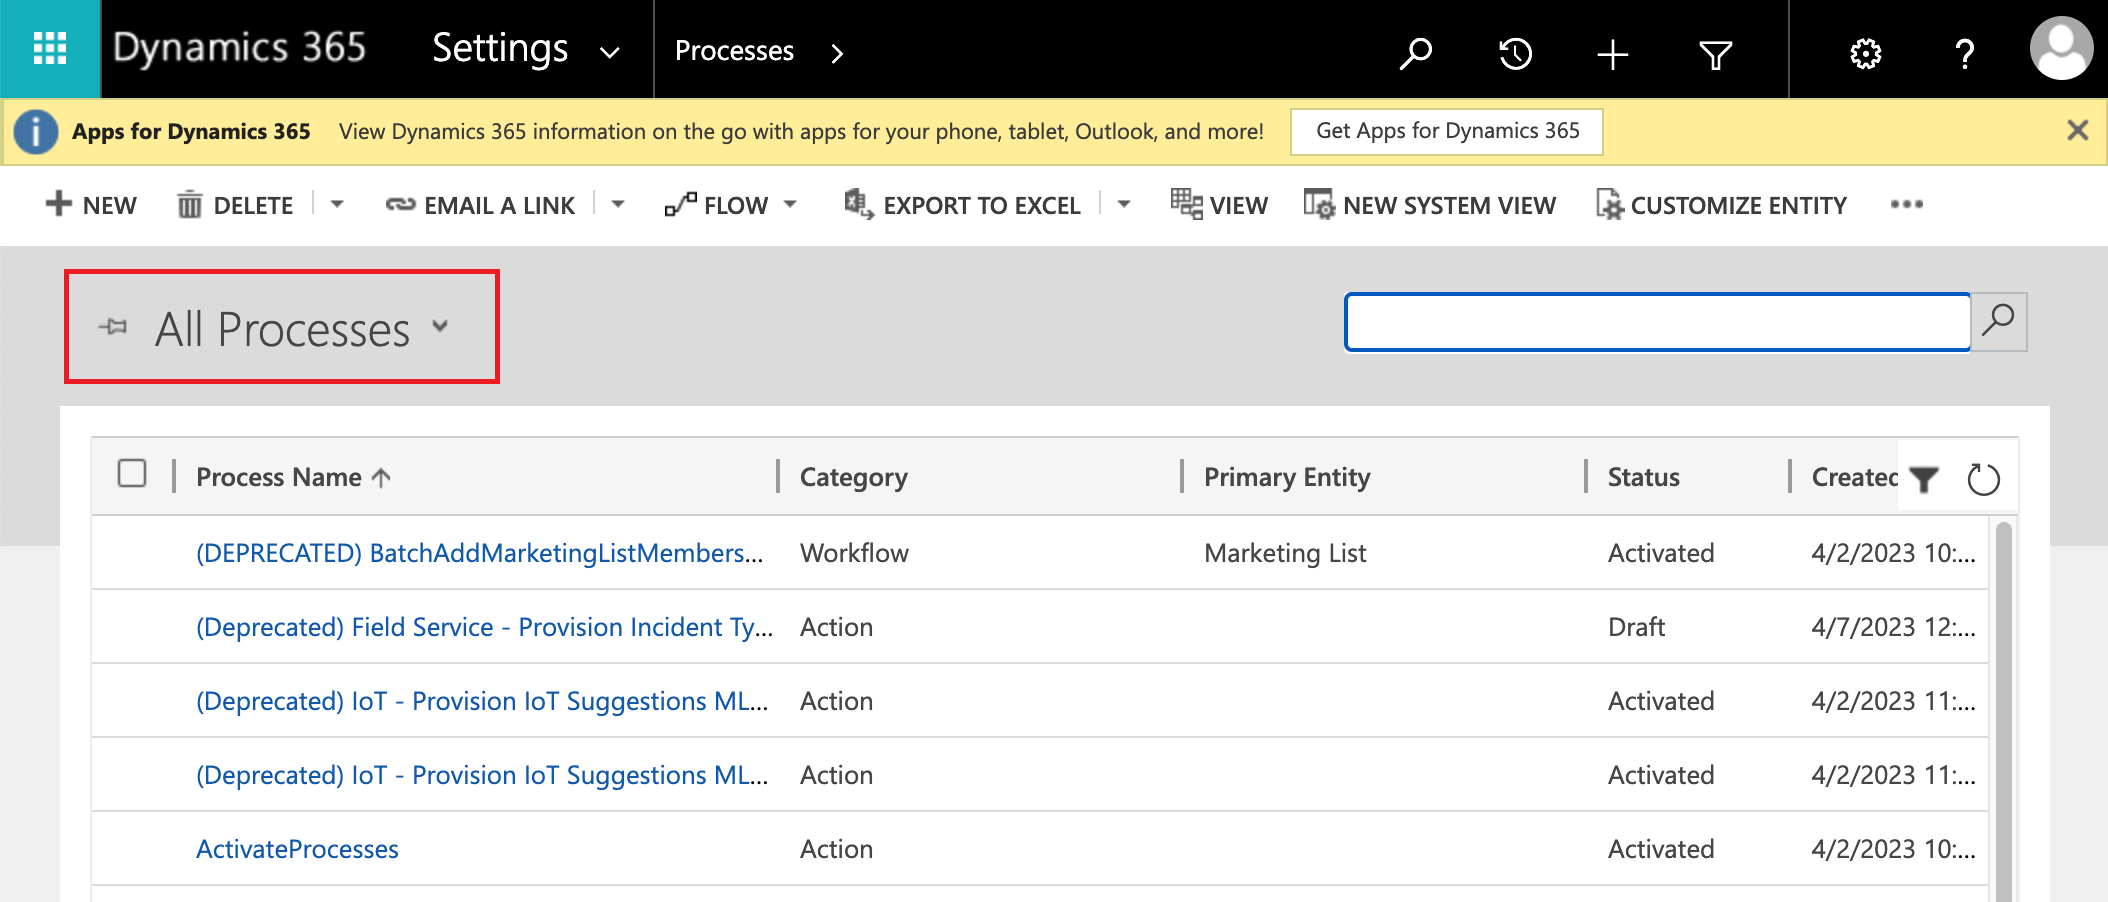 Dynamics 365 Settings Processes
Apps for Dynamics 365 View Dynamics 365 information on the go with apps for your phone, tablet, Outlook, and more! Get Apps for Dynamics 365
NEW DELETE EMAIL A LINK FLOW EXPORT TO EXCEL VIEW NEW SYSTEM VIEW CUSTOMIZE ENTITY
All Processes
Process Name Category Primary Entity Status Created
(DEPRECATED) BatchAddMarketingListMembers... Workflow Marketing List Activated 4/2/2023 10:...
(Deprecated) Field Service - Provision Incident Ty... Action Draft 4/7/2023 12:...
(Deprecated) IoT - Provision IoT Suggestions ML... Action Activated 4/2/2023 11:...
(Deprecated) IoT - Provision IoT Suggestions ML... Action Activated 4/2/2023 11:...
ActivateProcesses Action Activated 4/2/2023 10:...